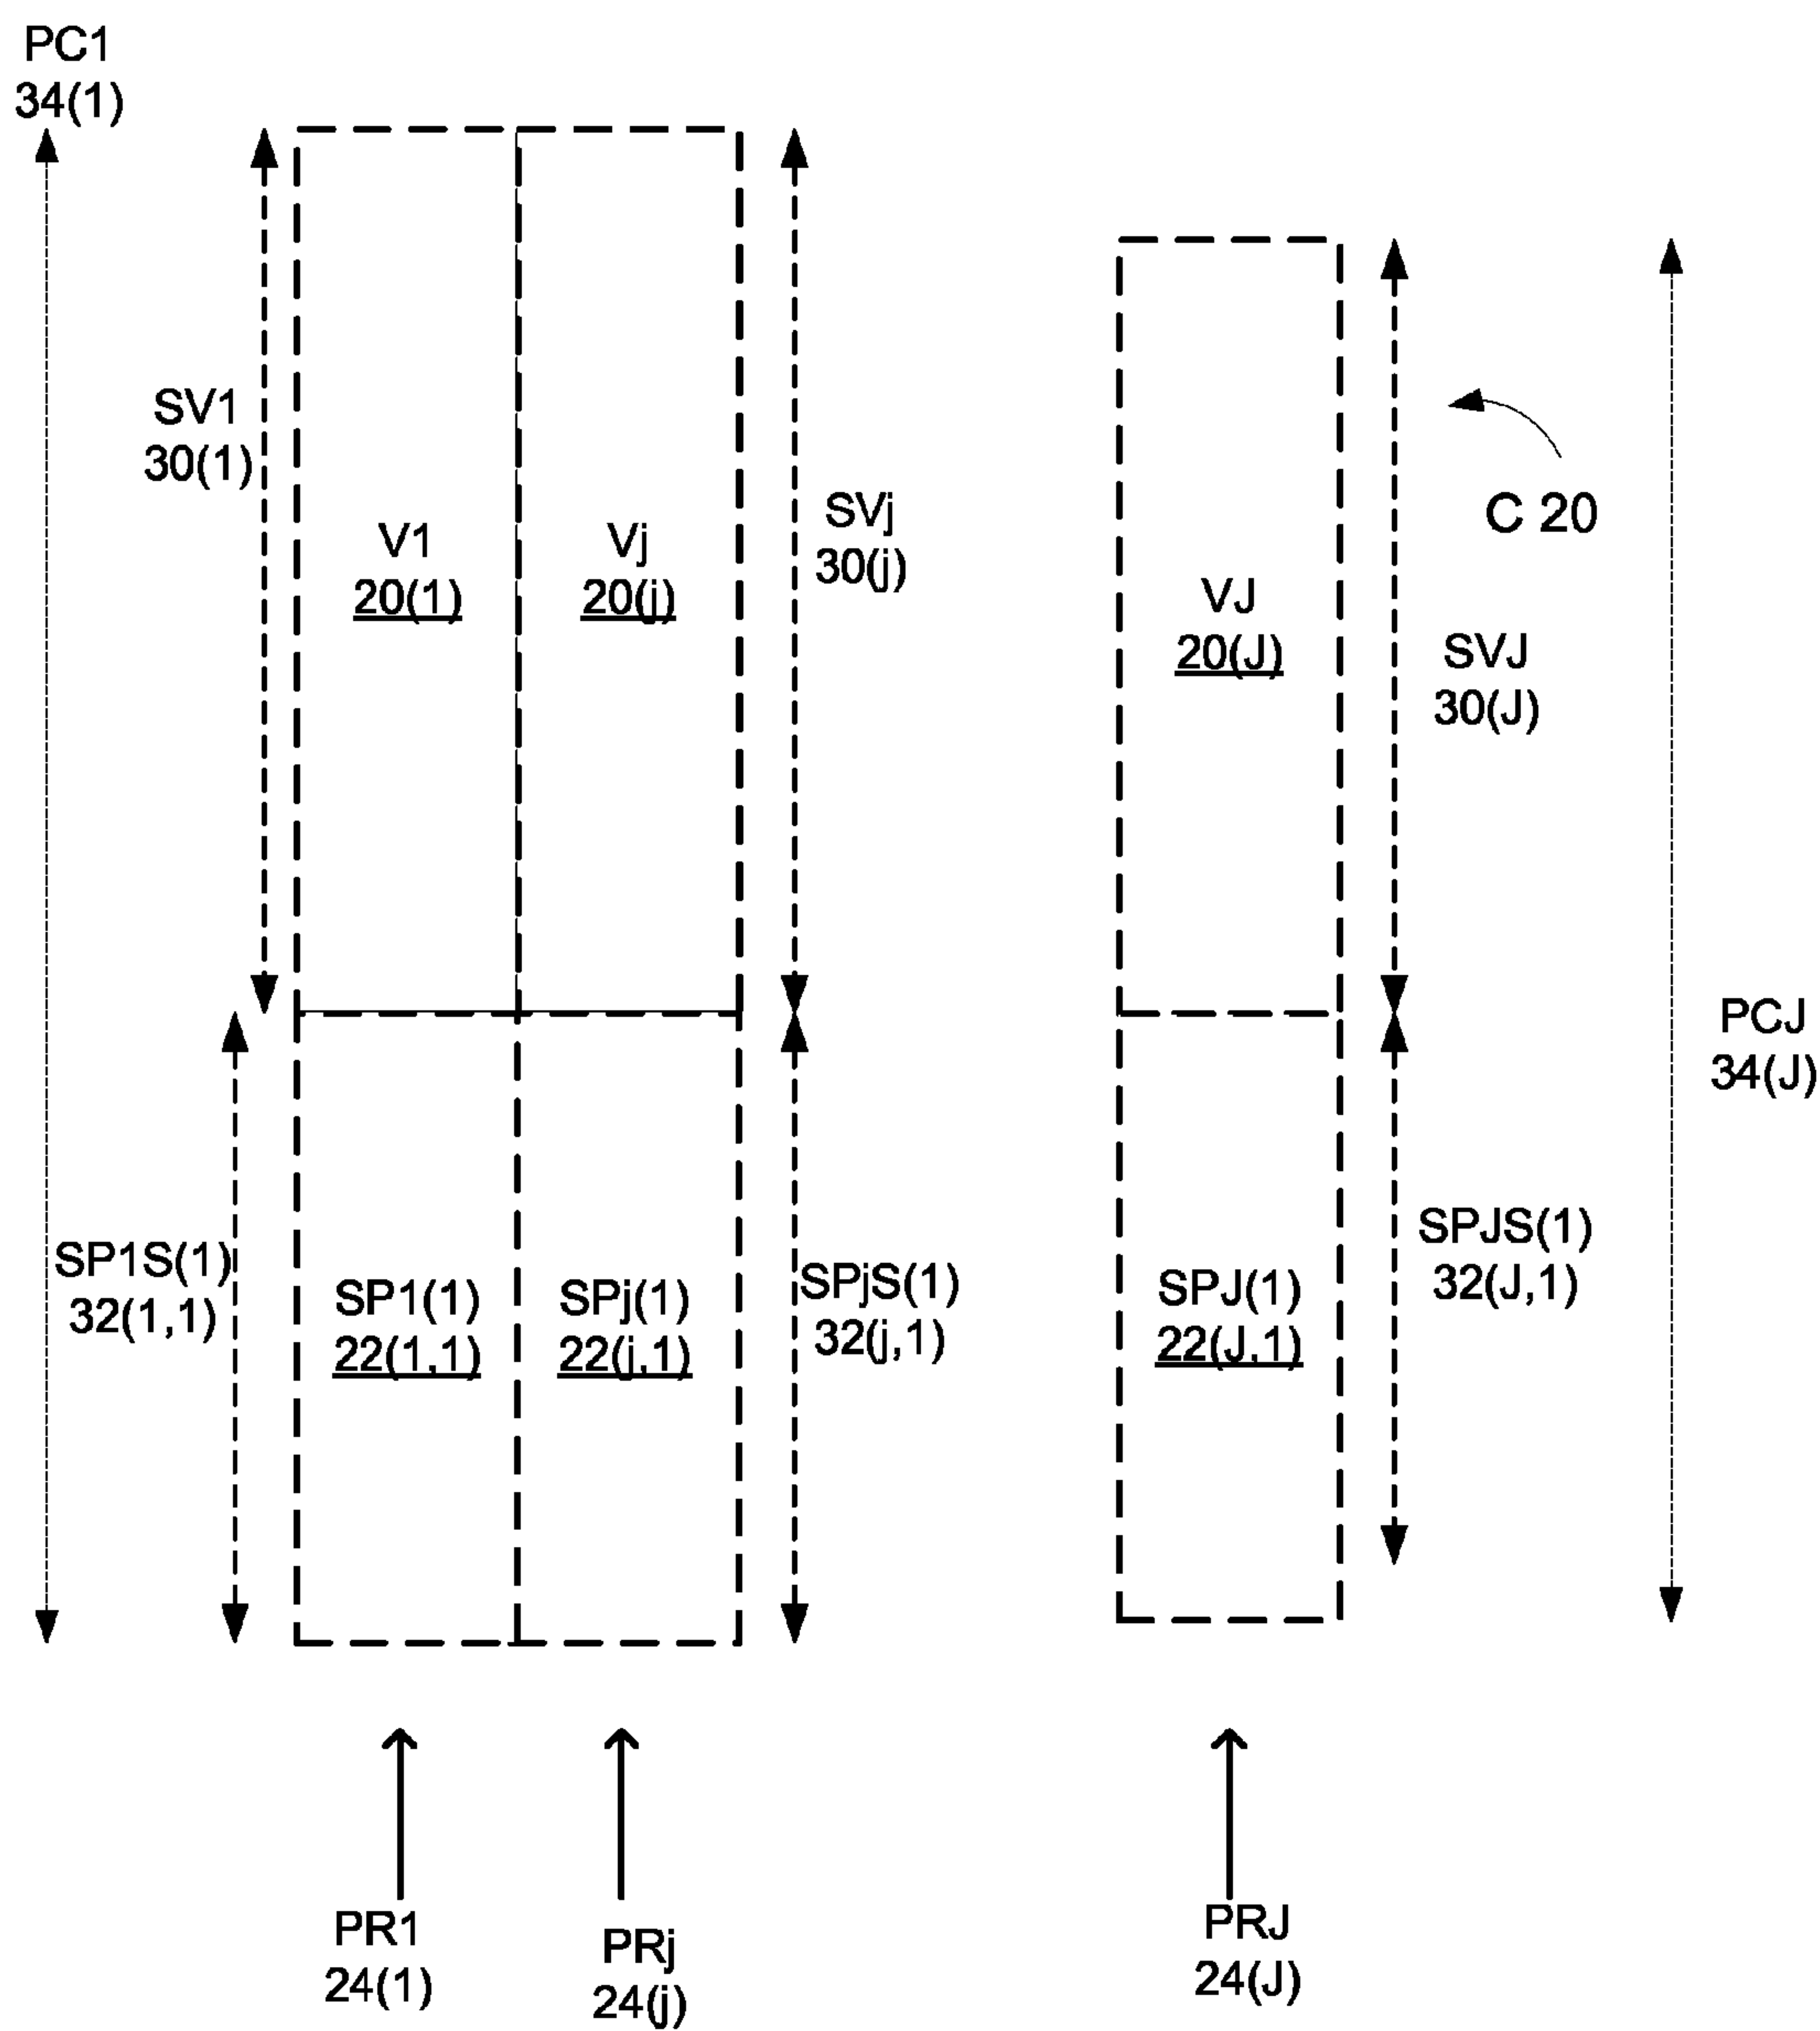 PC1
34(1)
SV1
30(1)
V1
20(1)
Vj
20(j)
SVj
30(j)
VJ
20(J)
C 20
SVJ
30(J)
PCJ
34(J)
SP1S(1)
32(1,1)
SP1(1)
22(1,1)
SPj(1)
22(j,1)
SPjS(1)
32(j,1)
SPJ(1)
22(J,1)
SPJS(1)
32(J,1)
PR1
24(1)
PRj
24(j)
PRJ
24(J)